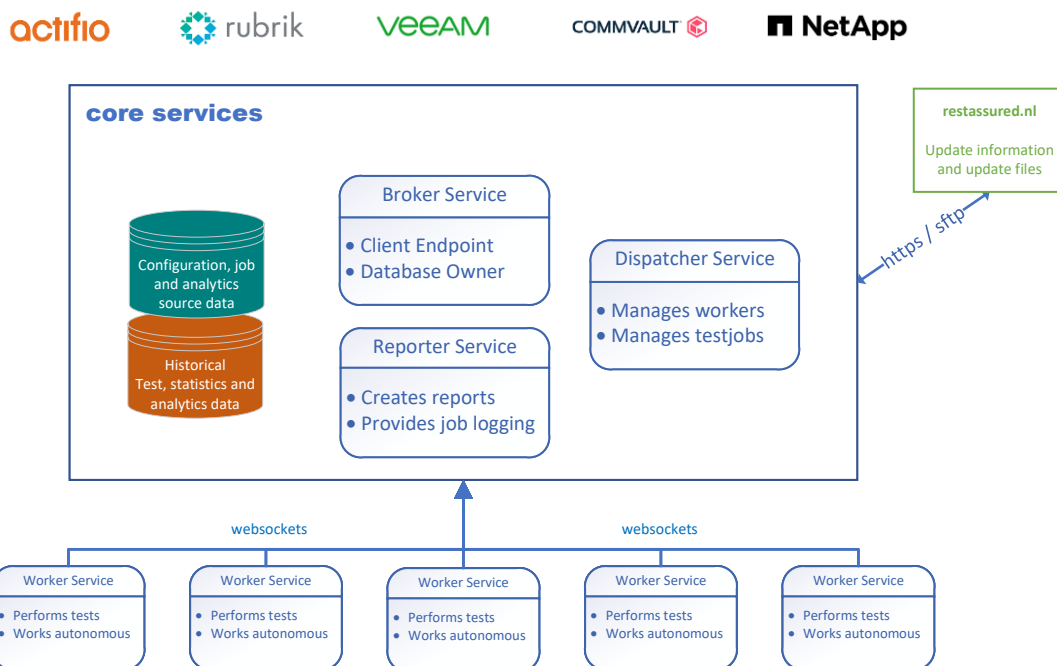 actifio
rubrik
veeam
COMMVAULT
NetApp
core services
restassured.nl
Update information
and update files
https / sftp
Configuration, job
and analytics
source data
Historical
Test, statistics and
analytics data
Broker Service
• Client Endpoint
• Database Owner
Reporter Service
• Creates reports
• Provides job logging
Dispatcher Service
• Manages workers
• Manages testjobs
websockets
websockets
Worker Service
• Performs tests
• Works autonomous
Worker Service
• Performs tests
• Works autonomous
Worker Service
• Performs tests
• Works autonomous
Worker Service
• Performs tests
• Works autonomous
Worker Service
• Performs tests
• Works autonomous